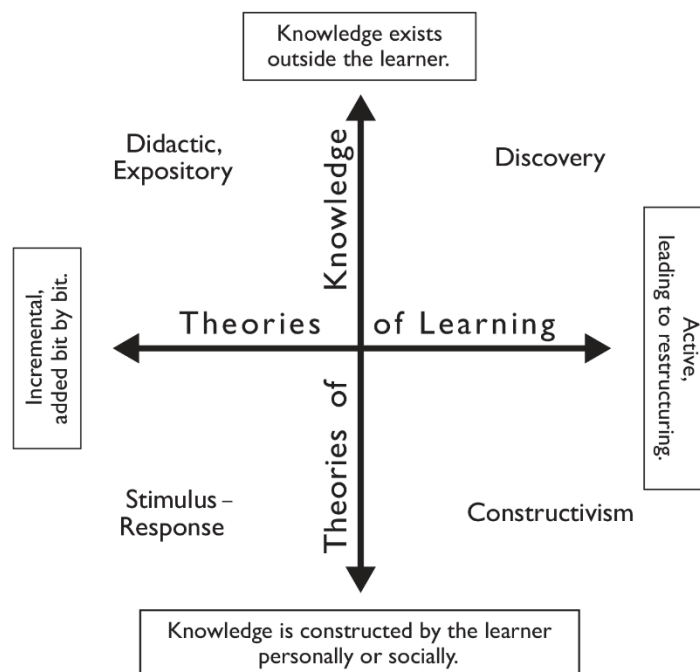 Knowledge exists
outside the learner.
Didactic,
Expository
Discovery
Theories of Knowledge
Incremental,
added bit by bit.
Theories of Learning
Active,
leading to restructuring.
Stimulus –
Response
Constructivism
Knowledge is constructed by the learner
personally or socially.